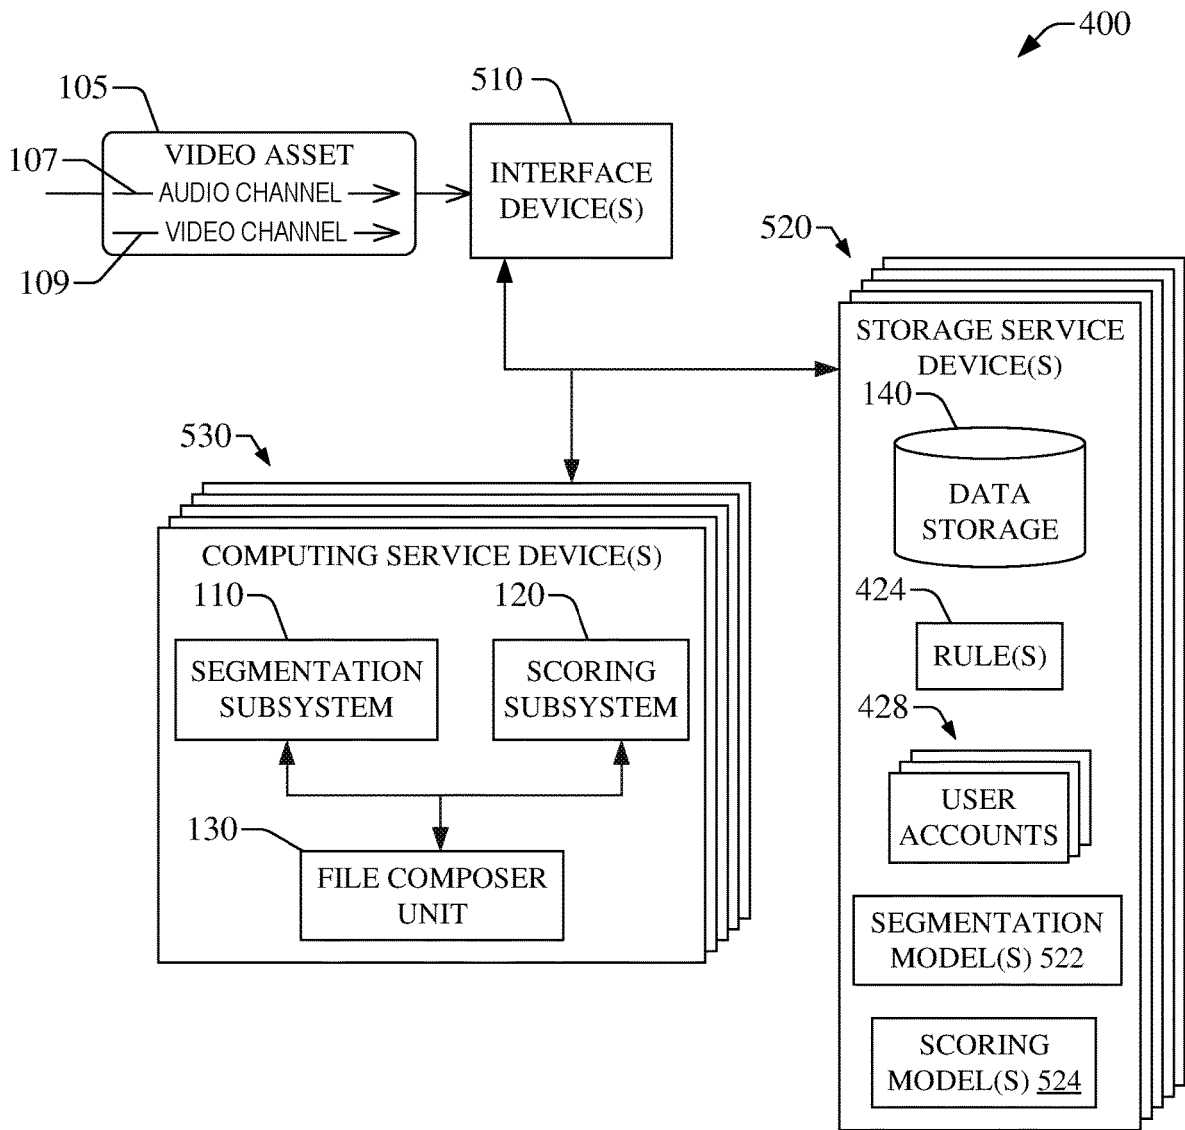 400
105
510
VIDEO ASSET
107
AUDIO CHANNEL
VIDEO CHANNEL
109
INTERFACE
DEVICE(S)
520
STORAGE SERVICE
DEVICE(S)
140
DATA
STORAGE
424
RULE(S)
428
USER
ACCOUNTS
SEGMENTATION
MODEL(S) 522
SCORING
MODEL(S) 524
530
COMPUTING SERVICE DEVICE(S)
110
120
SEGMENTATION
SUBSYSTEM
SCORING
SUBSYSTEM
130
FILE COMPOSER
UNIT